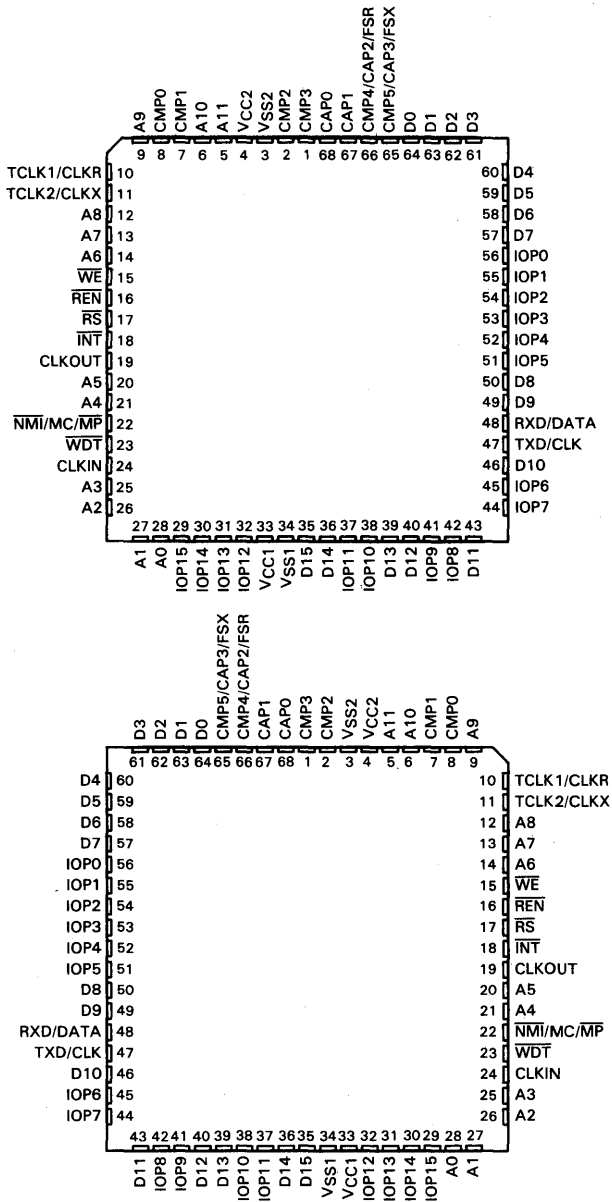 A9 CMP0 CMP1 A10 A11 VCC2 VSS2 CMP2 CMP3 CAP0 CAP1 CMP4/CAP2/FSR CMP5/CAP3/FSX D0 D1 D2 D3
9 8 7 6 5 4 3 2 1 68 67 66 65 64 63 62 61
TCLK1/CLKR 10 60 D4
TCLK2/CLKX 11 59 D5
A8 12 58 D6
A7 13 57 D7
A6 14 56 IOP0
W̅E̅ 15 55 IOP1
R̅E̅N̅ 16 54 IOP2
R̅S̅ 17 53 IOP3
I̅N̅T̅ 18 52 IOP4
CLKOUT 19 51 IOP5
A5 20 50 D8
A4 21 49 D9
N̅M̅I̅/MC/M̅P̅ 22 48 RXD/DATA
W̅D̅T̅ 23 47 TXD/CLK
CLKIN 24 46 D10
A3 25 45 IOP6
A2 26 44 IOP7
27 28 29 30 31 32 33 34 35 36 37 38 39 40 41 42 43
A1 A0 IOP15 IOP14 IOP13 IOP12 VCC1 VSS1 D15 D14 IOP11 IOP10 D13 D12 IOP9 IOP8 D11
D3 D2 D1 D0 CMP5/CAP3/FSX CMP4/CAP2/FSR CAP1 CAP0 CMP3 CMP2 VSS2 VCC2 A11 A10 CMP1 CMP0 A9
61 62 63 64 65 66 67 68 1 2 3 4 5 6 7 8 9
D4 60 10 TCLK1/CLKR
D5 59 11 TCLK2/CLKX
D6 58 12 A8
D7 57 13 A7
IOP0 56 14 A6
IOP1 55 15 W̅E̅
IOP2 54 16 R̅E̅N̅
IOP3 53 17 R̅S̅
IOP4 52 18 I̅N̅T̅
IOP5 51 19 CLKOUT
D8 50 20 A5
D9 49 21 A4
RXD/DATA 48 22 N̅M̅I̅/MC/M̅P̅
TXD/CLK 47 23 W̅D̅T̅
D10 46 24 CLKIN
IOP6 45 25 A3
IOP7 44 26 A2
43 42 41 40 39 38 37 36 35 34 33 32 31 30 29 28 27
D11 IOP8 IOP9 D12 D13 IOP10 IOP11 D14 D15 VSS1 VCC1 IOP12 IOP13 IOP14 IOP15 A0 A1